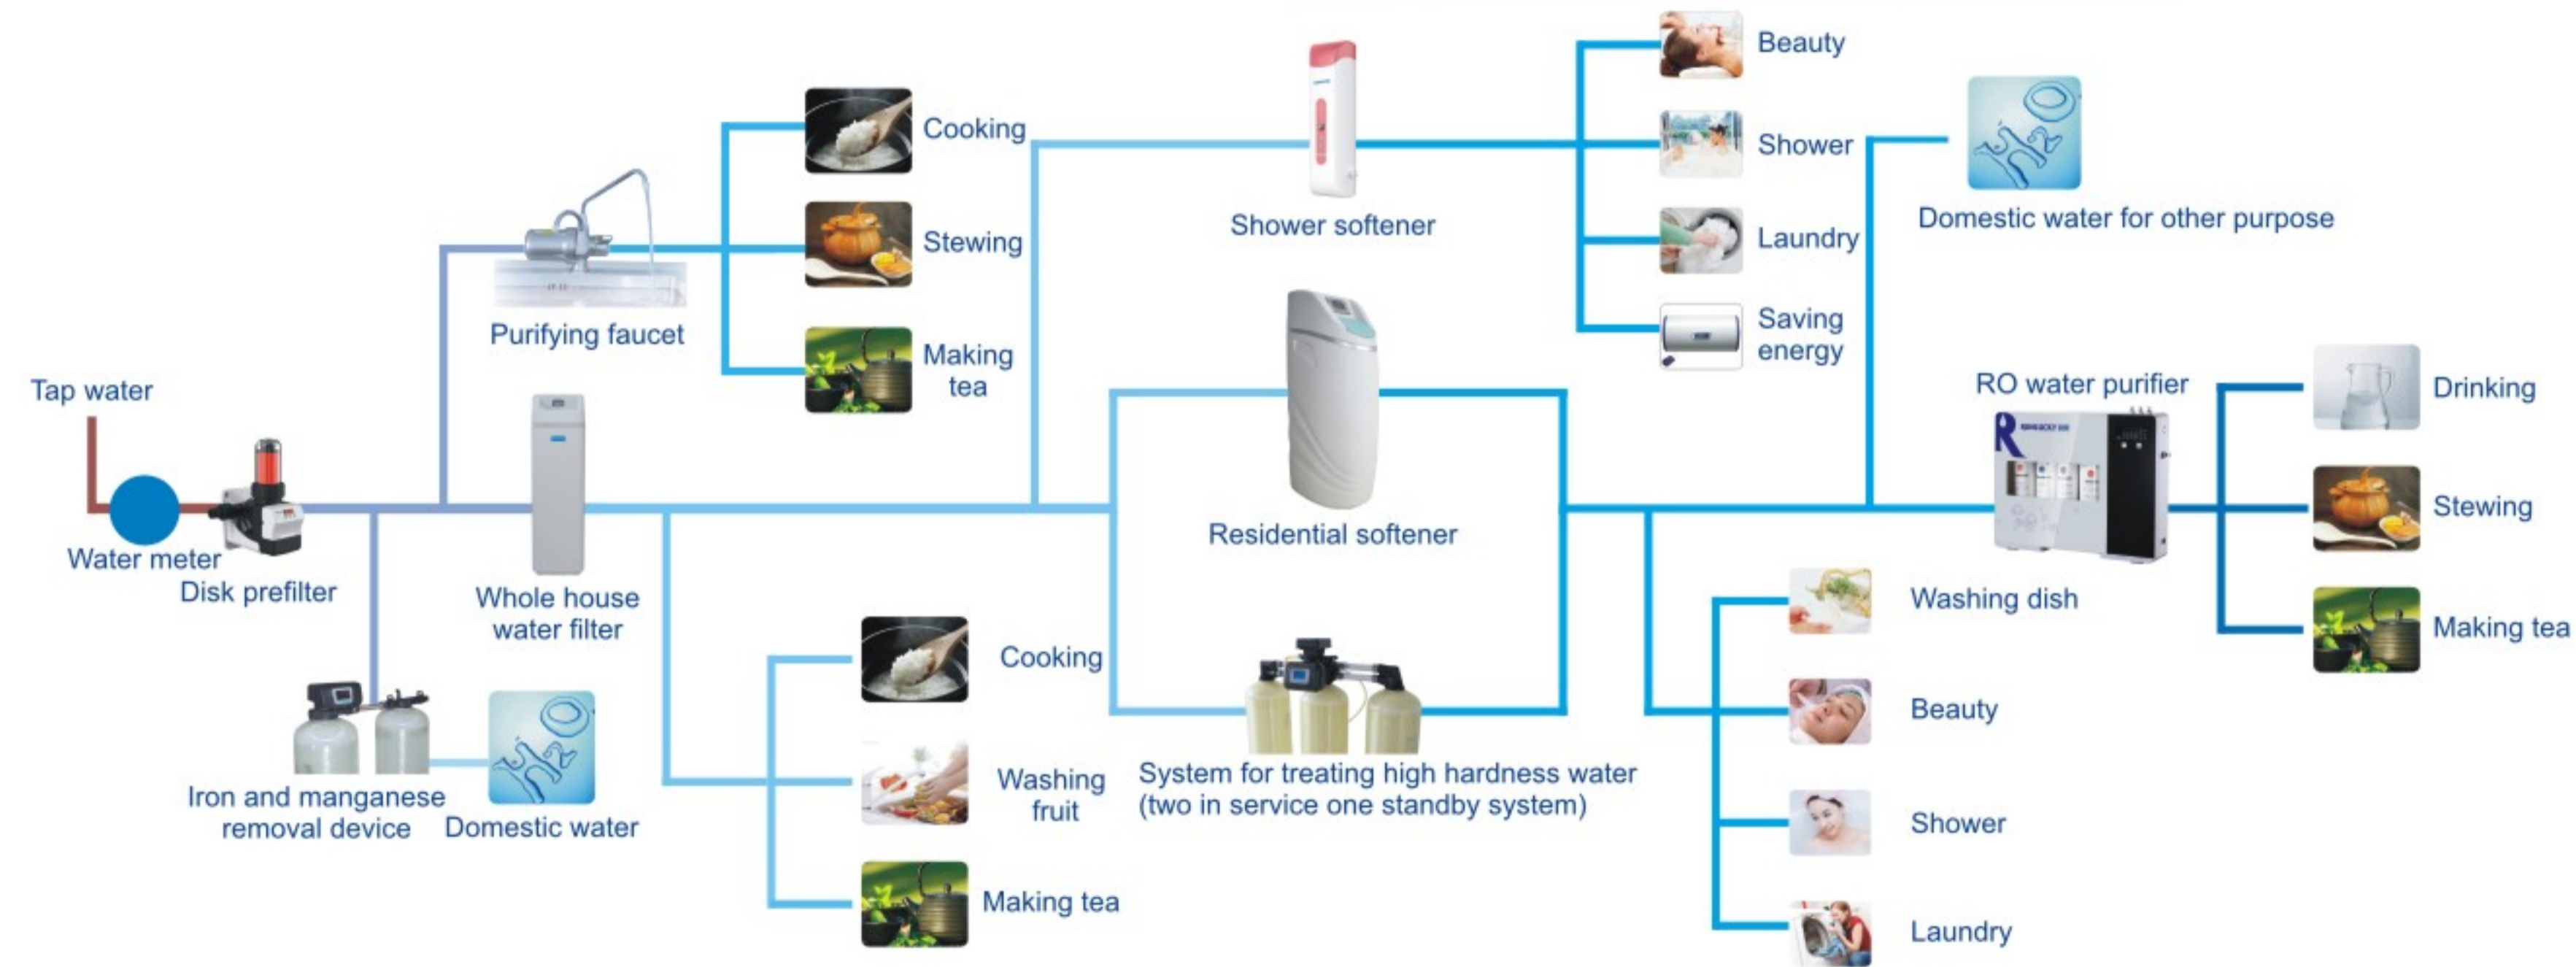 Beauty
Cooking
Shower
Domestic water for other purpose
Shower softener
Laundry
Stewing
Purifying faucet
Saving
energy
Making
tea
Tap water
RO water purifier
Drinking
R
Stewing
Residential softener
Water meter
Disk prefilter
Whole house
water filter
Washing dish
Making tea
Cooking
Beauty
Washing
fruit
System for treating high hardness water
(two in service one standby system)
Iron and manganese
removal device
Domestic water
Shower
Making tea
Laundry